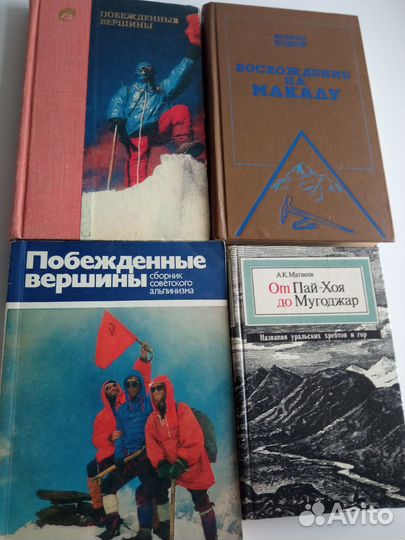 ПОБЕЖДЕННЫЕ
ВЕРШИНЫ
ВОСХОЖДЕНИЕ
НА
МАКАЛУ
Побежденные
вершины
сборник
советского
альпинизма
А.К. Матвеев
От Пай-Хоя
до Мугоджар
Названия уральских хребтов и гор
Avito